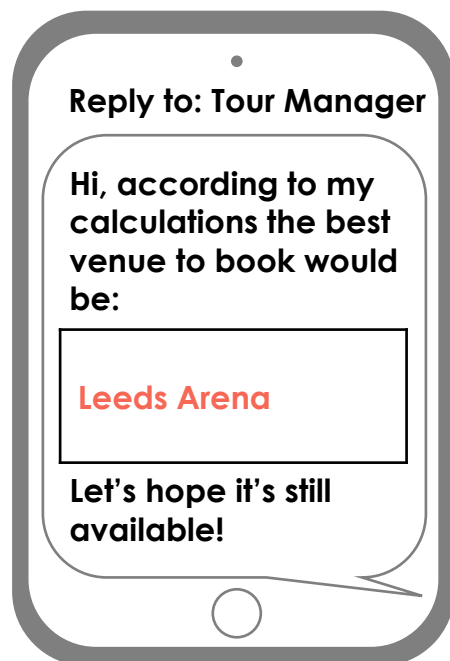 Reply to: Tour Manager
Hi, according to my
calculations the best
venue to book would
be:
Leeds Arena
Let’s hope it’s still
available!